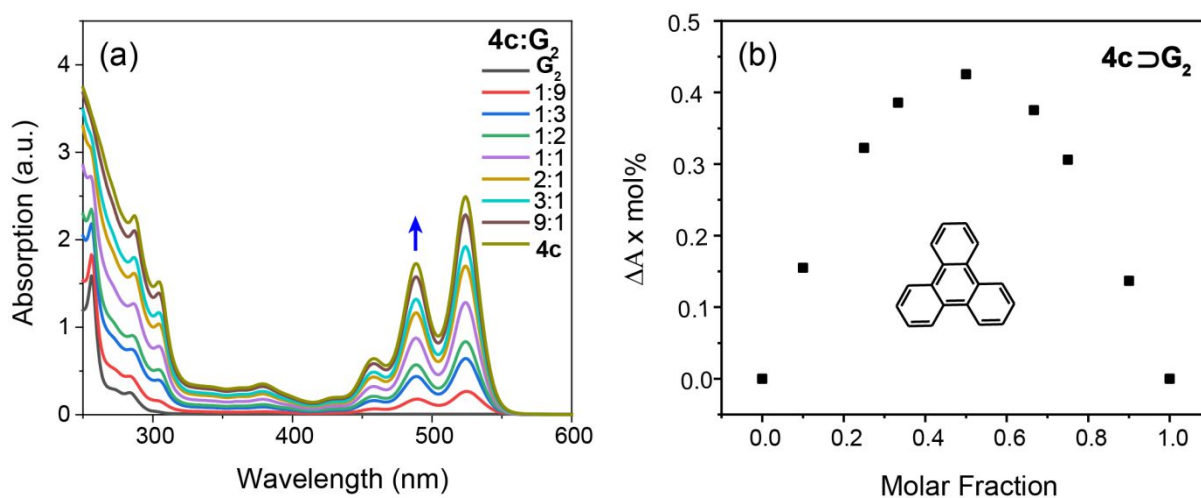 (a)
4c:G₂
G₂
1:9
1:3
1:2
1:1
2:1
3:1
9:1
4c
4
3
2
1
0
300
400
500
600
Absorption (a.u.)
Wavelength (nm)
(b)
4c⊃G₂
0.5
0.4
0.3
0.2
0.1
0.0
0.0
0.2
0.4
0.6
0.8
1.0
ΔA x mol%
Molar Fraction